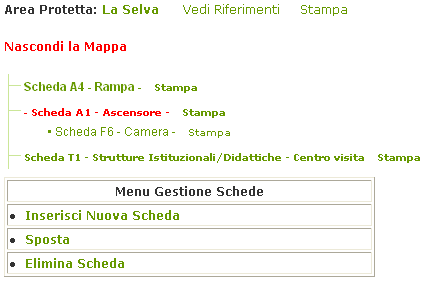 Area Protetta: La Selva Vedi Riferimenti Stampa
Nascondi la Mappa
Scheda A4 - Rampa - Stampa
- Scheda A1 - Ascensore - Stampa
• Scheda F6 - Camera - Stampa
Scheda T1 - Strutture Istituzionali/Didattiche - Centro visita Stampa
Menu Gestione Schede
• Inserisci Nuova Scheda
• Sposta
• Elimina Scheda